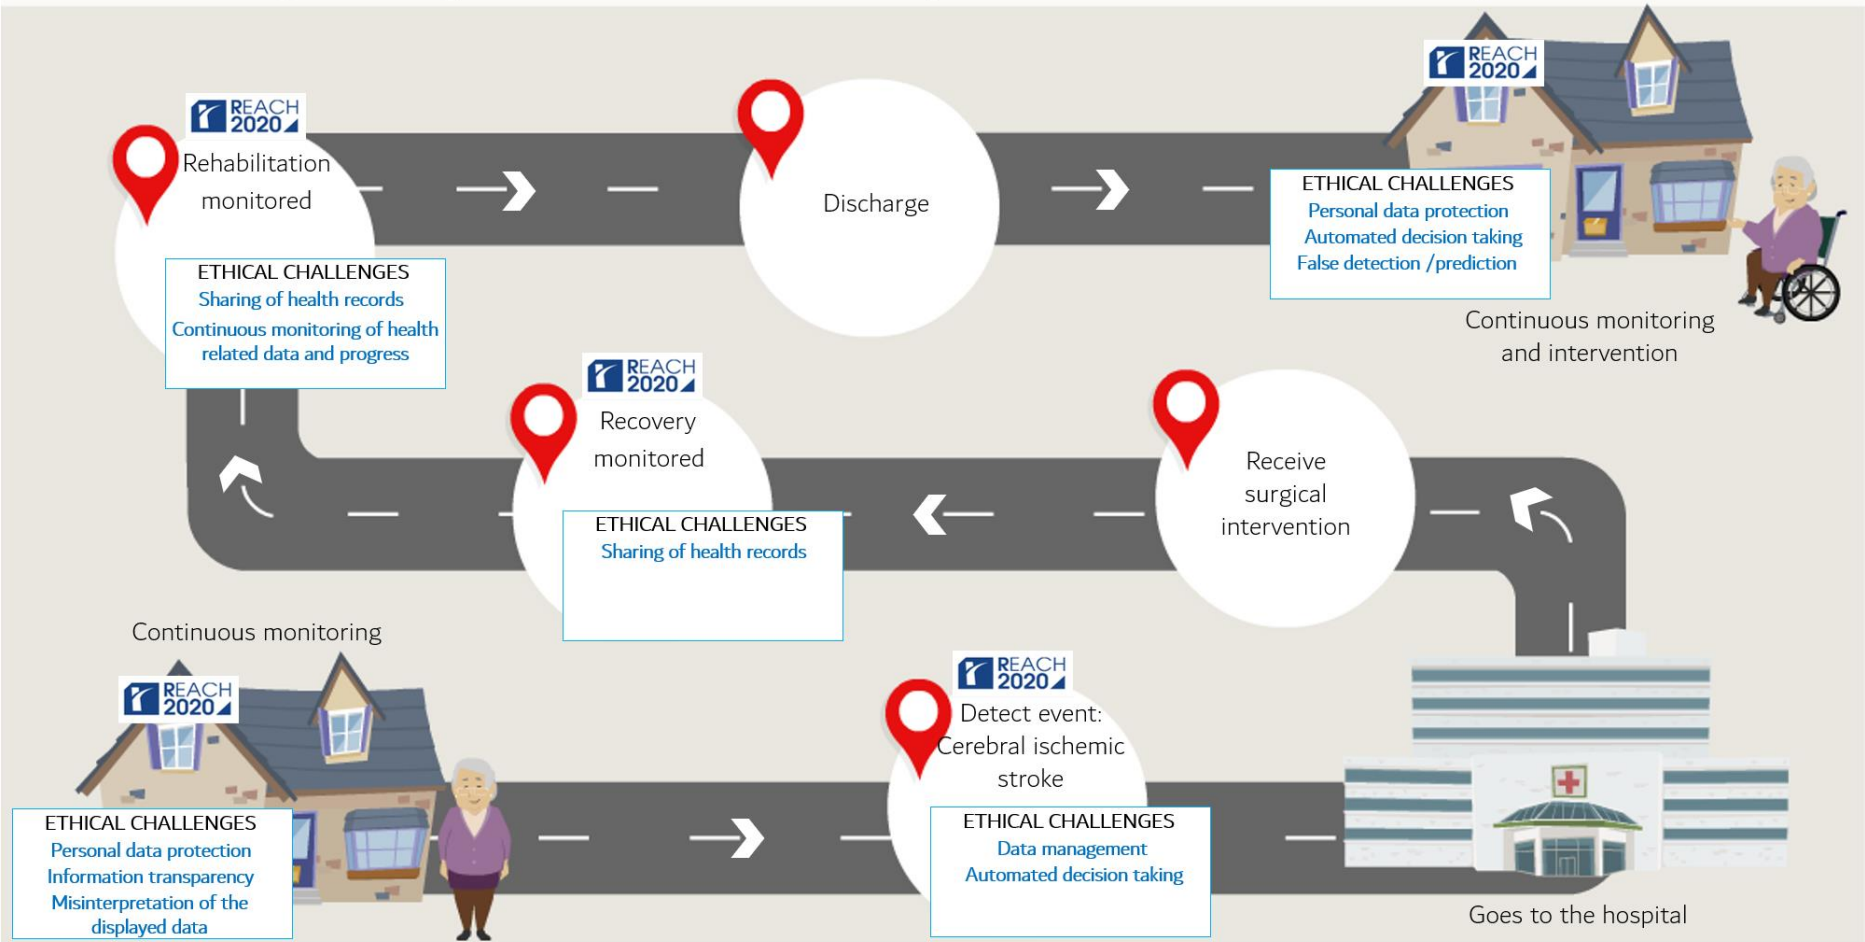 REACH
2020
Rehabilitation
monitored
ETHICAL CHALLENGES
Sharing of health records
Continuous monitoring of health
related data and progress
Discharge
REACH
2020
ETHICAL CHALLENGES
Personal data protection
Automated decision taking
False detection /prediction
Continuous monitoring
and intervention
REACH
2020
Recovery
monitored
ETHICAL CHALLENGES
Sharing of health records
Receive
surgical
intervention
Continuous monitoring
REACH
2020
ETHICAL CHALLENGES
Personal data protection
Information transparency
Misinterpretation of the
displayed data
REACH
2020
Detect event:
Cerebral ischemic
stroke
ETHICAL CHALLENGES
Data management
Automated decision taking
Goes to the hospital